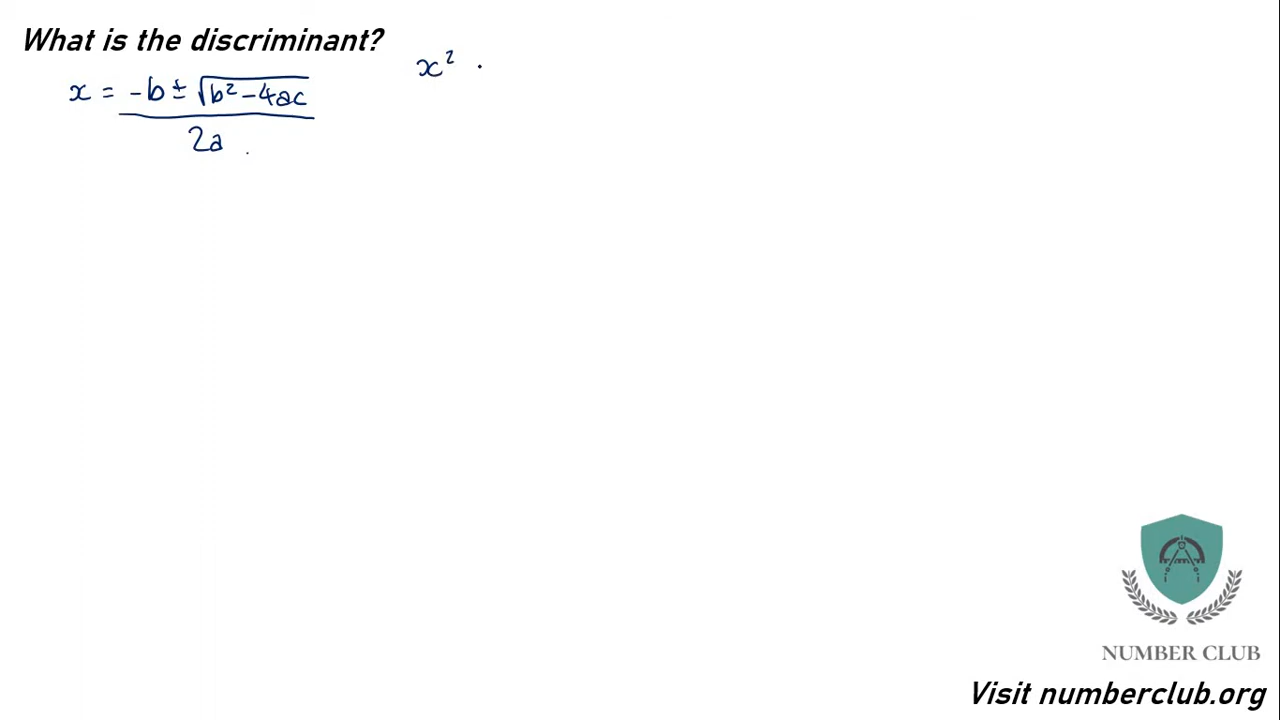 What is the discriminant?
x = -b ± √b² - 4ac
2a
x²
NUMBER CLUB
Visit numberclub.org